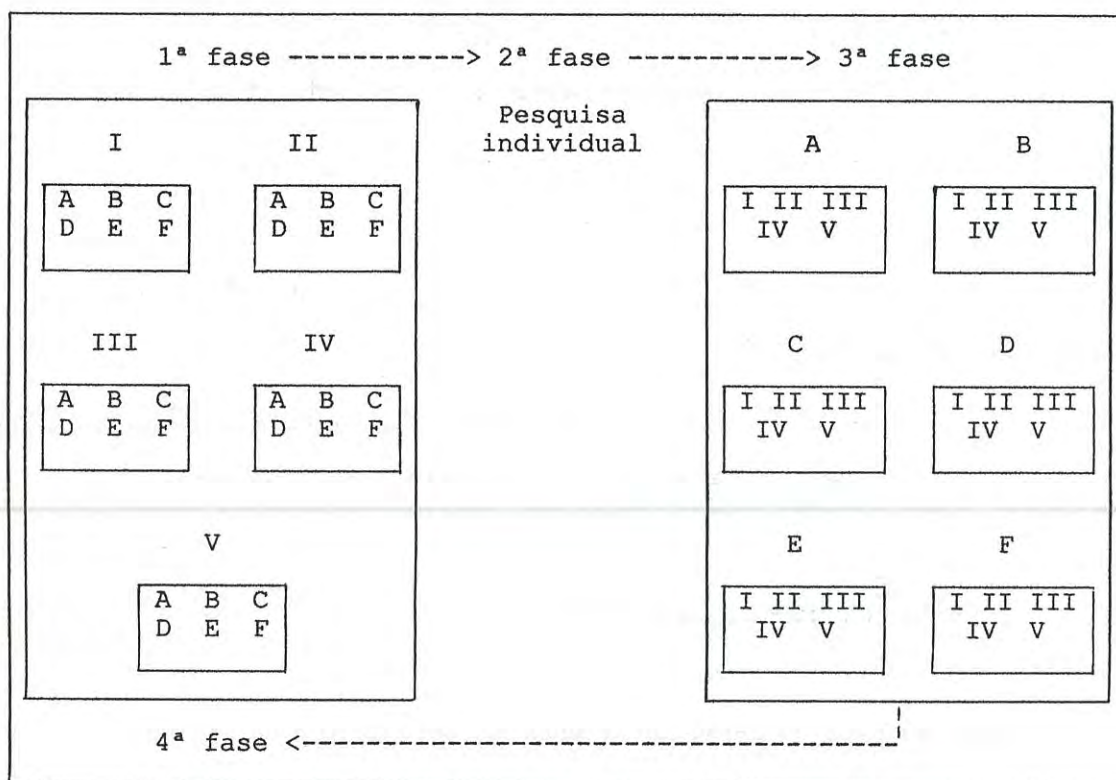 1ª fase -----------> 2ª fase -----------> 3ª fase
Pesquisa
individual
I II
A B C A B C
D E F D E F
III IV
A B C A B C
D E F D E F
V
A B C
D E F
A B
I II III I II III
IV V IV V
C D
I II III I II III
IV V IV V
E F
I II III I II III
IV V IV V
4ª fase <-----------------------------------